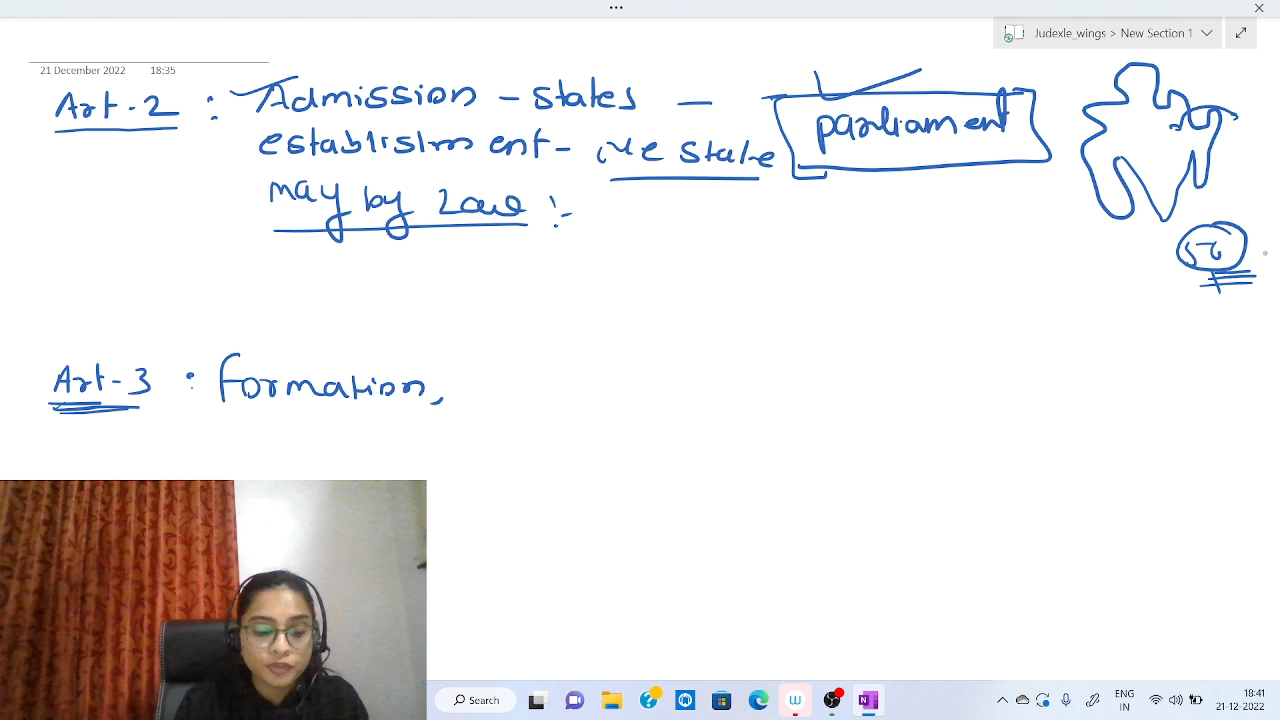 Judexle_wings > New Section 1
21 December 2022 18:35
Art-2 : Admission - states - parliament
establishment - state
may by Law :-
56
Art-3 : Formation,
Search
ENG
IN
18:41
21-12-2022